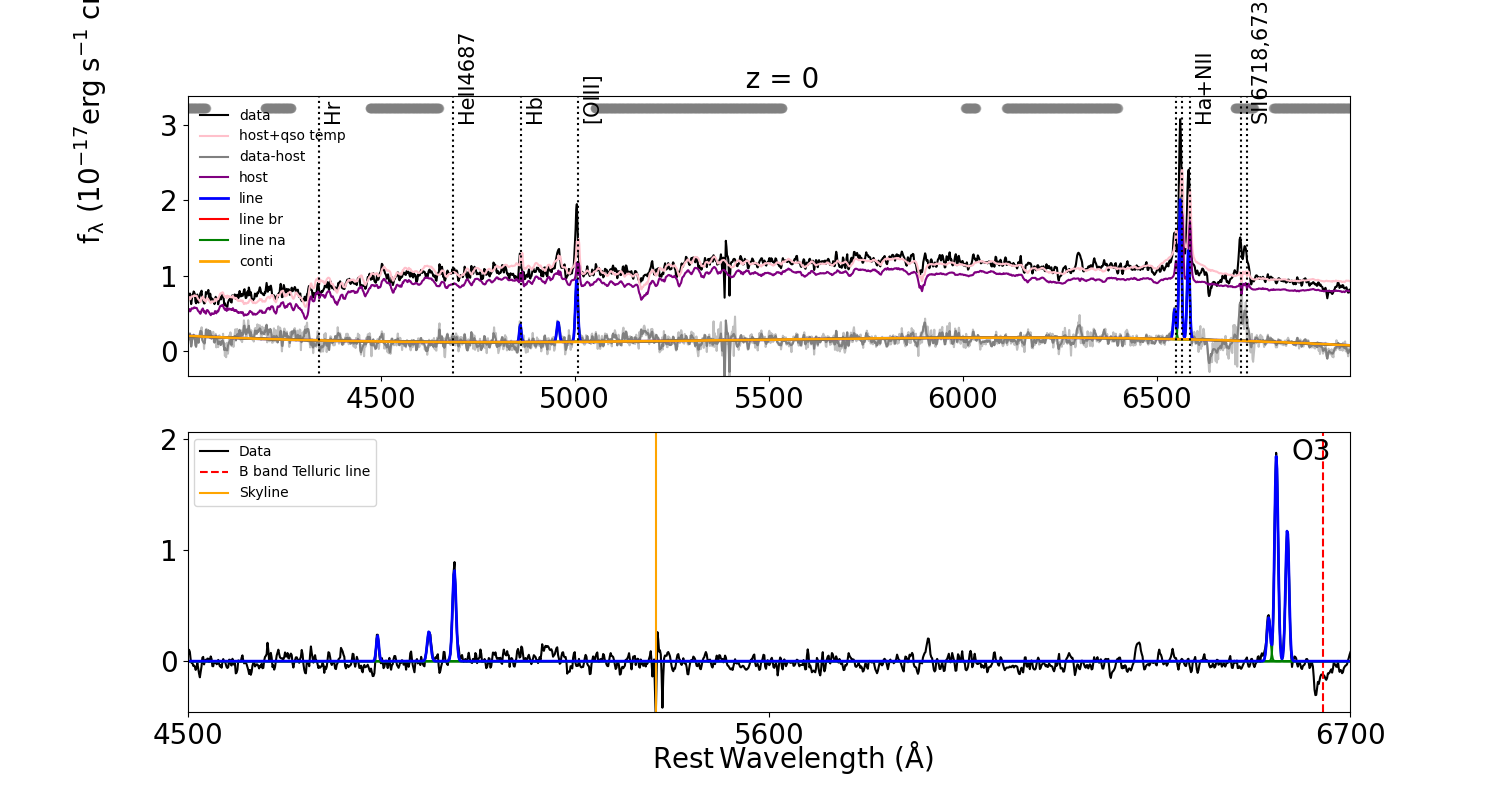 z = 0
f_λ (10^−17 erg s^−1
Hr
HeII4687
Hb
[OIII]
Ha+NII
SII6718,673
data
host+qso temp
data-host
host
line
line br
line na
conti
3
2
1
0
4500 5000 5500 6000 6500
Data
B band Telluric line
Skyline
O3
2
1
0
4500 5600 6700
Rest Wavelength (Å)